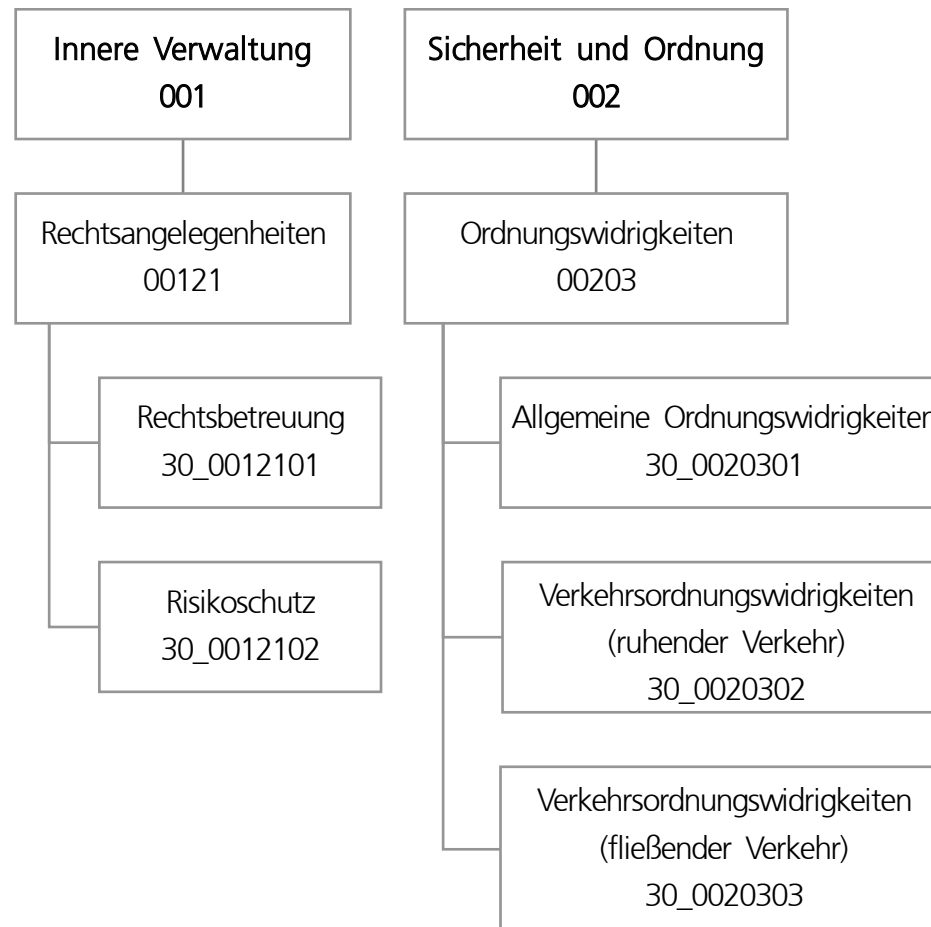 Innere Verwaltung
001
Rechtsangelegenheiten
00121
Rechtsbetreuung
30_0012101
Risikoschutz
30_0012102
Sicherheit und Ordnung
002
Ordnungswidrigkeiten
00203
Allgemeine Ordnungswidrigkeiten
30_0020301
Verkehrsordnungswidrigkeiten
(ruhender Verkehr)
30_0020302
Verkehrsordnungswidrigkeiten
(fließender Verkehr)
30_0020303